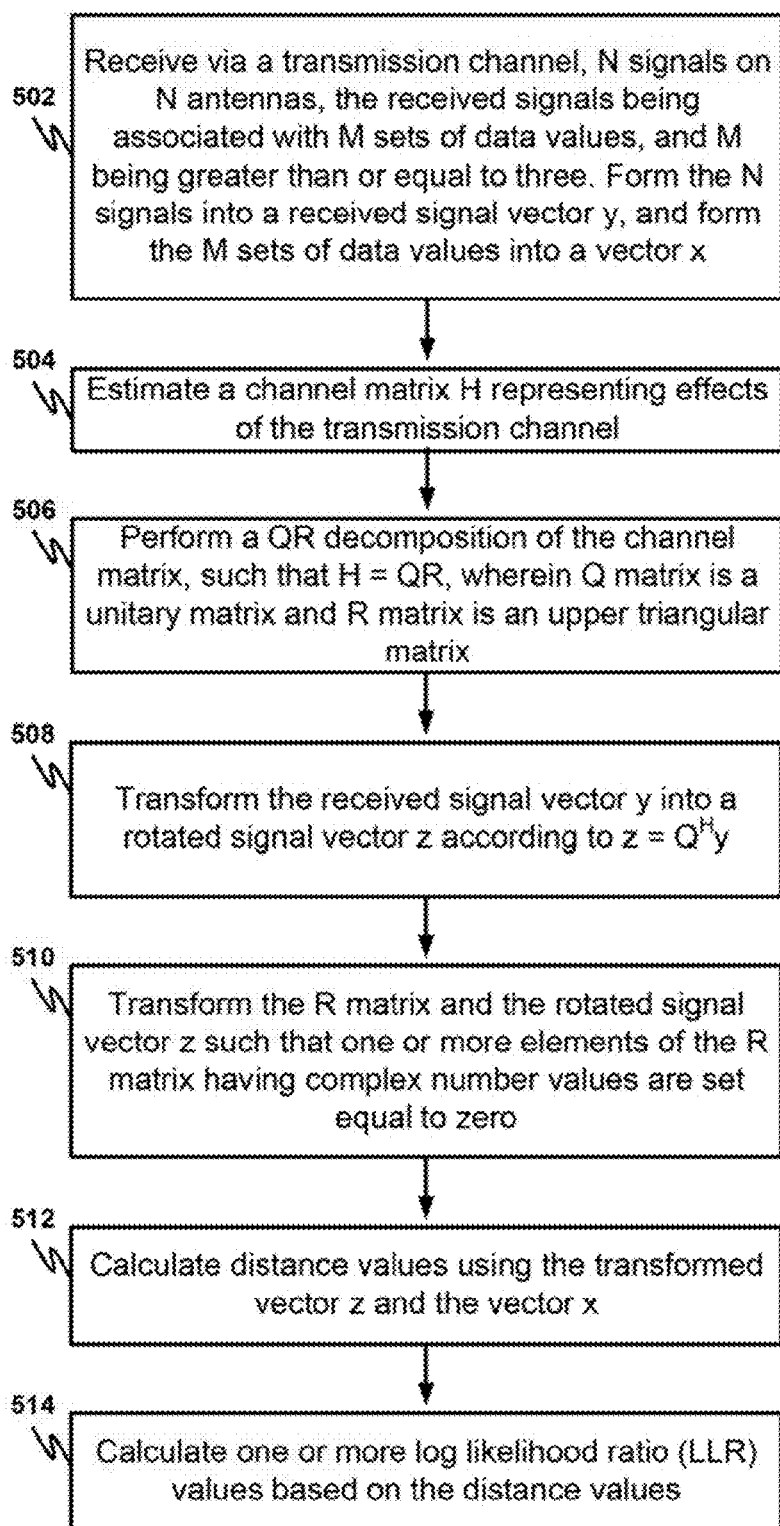 502
Receive via a transmission channel, N signals on
N antennas, the received signals being
associated with M sets of data values, and M
being greater than or equal to three. Form the N
signals into a received signal vector y, and form
the M sets of data values into a vector x
504
Estimate a channel matrix H representing effects
of the transmission channel
506
Perform a QR decomposition of the channel
matrix, such that H = QR, wherein Q matrix is a
unitary matrix and R matrix is an upper triangular
matrix
508
Transform the received signal vector y into a
rotated signal vector z according to z = Q^H y
510
Transform the R matrix and the rotated signal
vector z such that one or more elements of the R
matrix having complex number values are set
equal to zero
512
Calculate distance values using the transformed
vector z and the vector x
514
Calculate one or more log likelihood ratio (LLR)
values based on the distance values